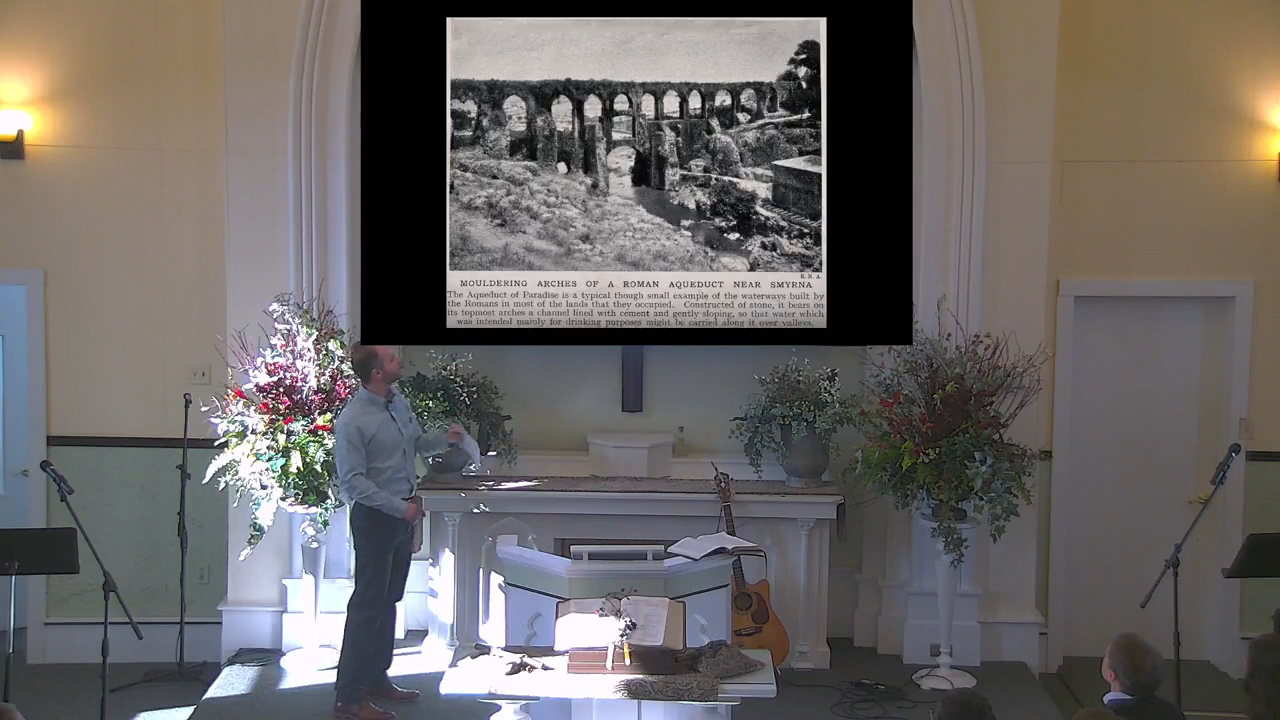 E. N. A.
MOULDERING ARCHES OF A ROMAN AQUEDUCT NEAR SMYRNA
The Aqueduct of Paradise is a typical though small example of the waterways built by
the Romans in most of the lands that they occupied. Constructed of stone, it bears on
its topmost arches a channel lined with cement and gently sloping, so that water which
was intended mainly for drinking purposes might be carried along it over valleys.